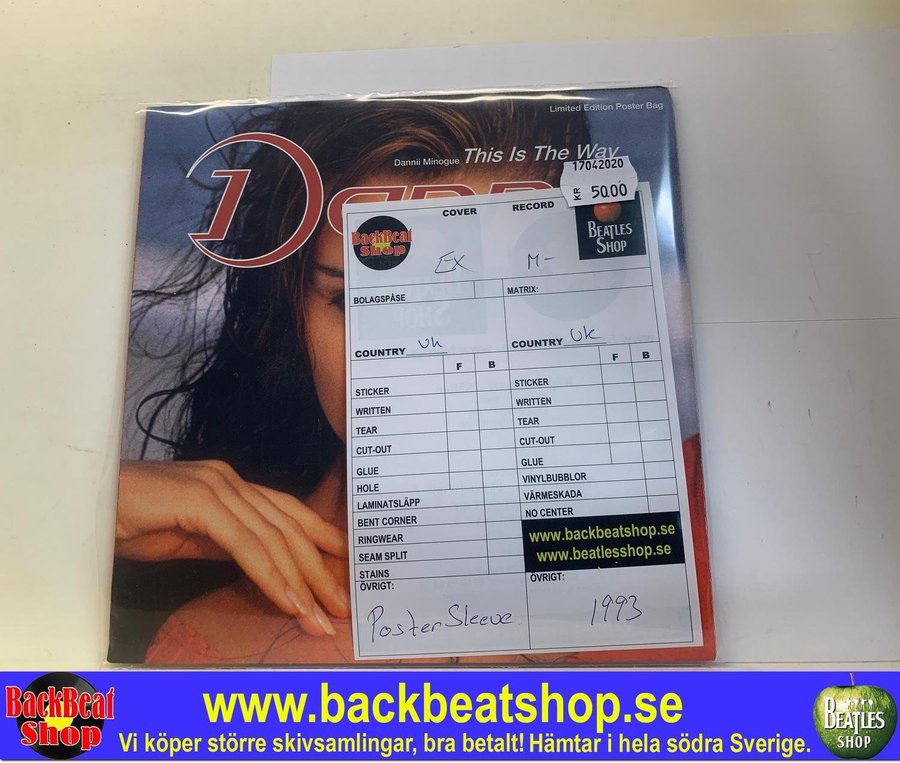 Limited Edition Poster Bag
Dannii Minogue This Is The Way
17042020
KR 50.00
COVER RECORD
BackBeat Shop
BEATLES SHOP
EX M-
BOLAGSPÅSE MATRIX:
COUNTRY UK COUNTRY UK
F B F B
STICKER STICKER
WRITTEN WRITTEN
TEAR TEAR
CUT-OUT CUT-OUT
GLUE GLUE
HOLE VINYLBUBBLOR
LAMINATSLÄPP VÄRMESKADA
BENT CORNER NO CENTER
RINGWEAR www.backbeatshop.se
SEAM SPLIT www.beatlesshop.se
STAINS
ÖVRIGT: ÖVRIGT:
Poster Sleeve 1993
BackBeat Shop
www.backbeatshop.se
Vi köper större skivsamlingar, bra betalt! Hämtar i hela södra Sverige.
BEATLES SHOP